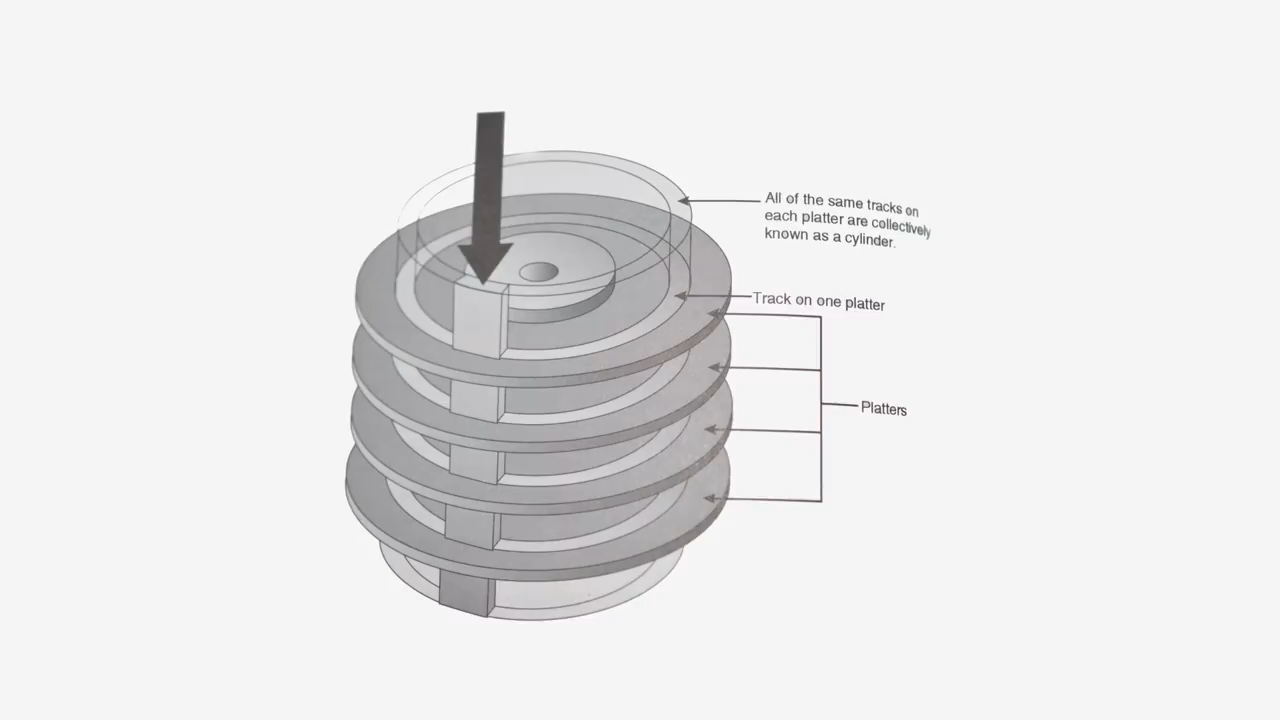 All of the same tracks on
each platter are collectively
known as a cylinder.
Track on one platter
Platters